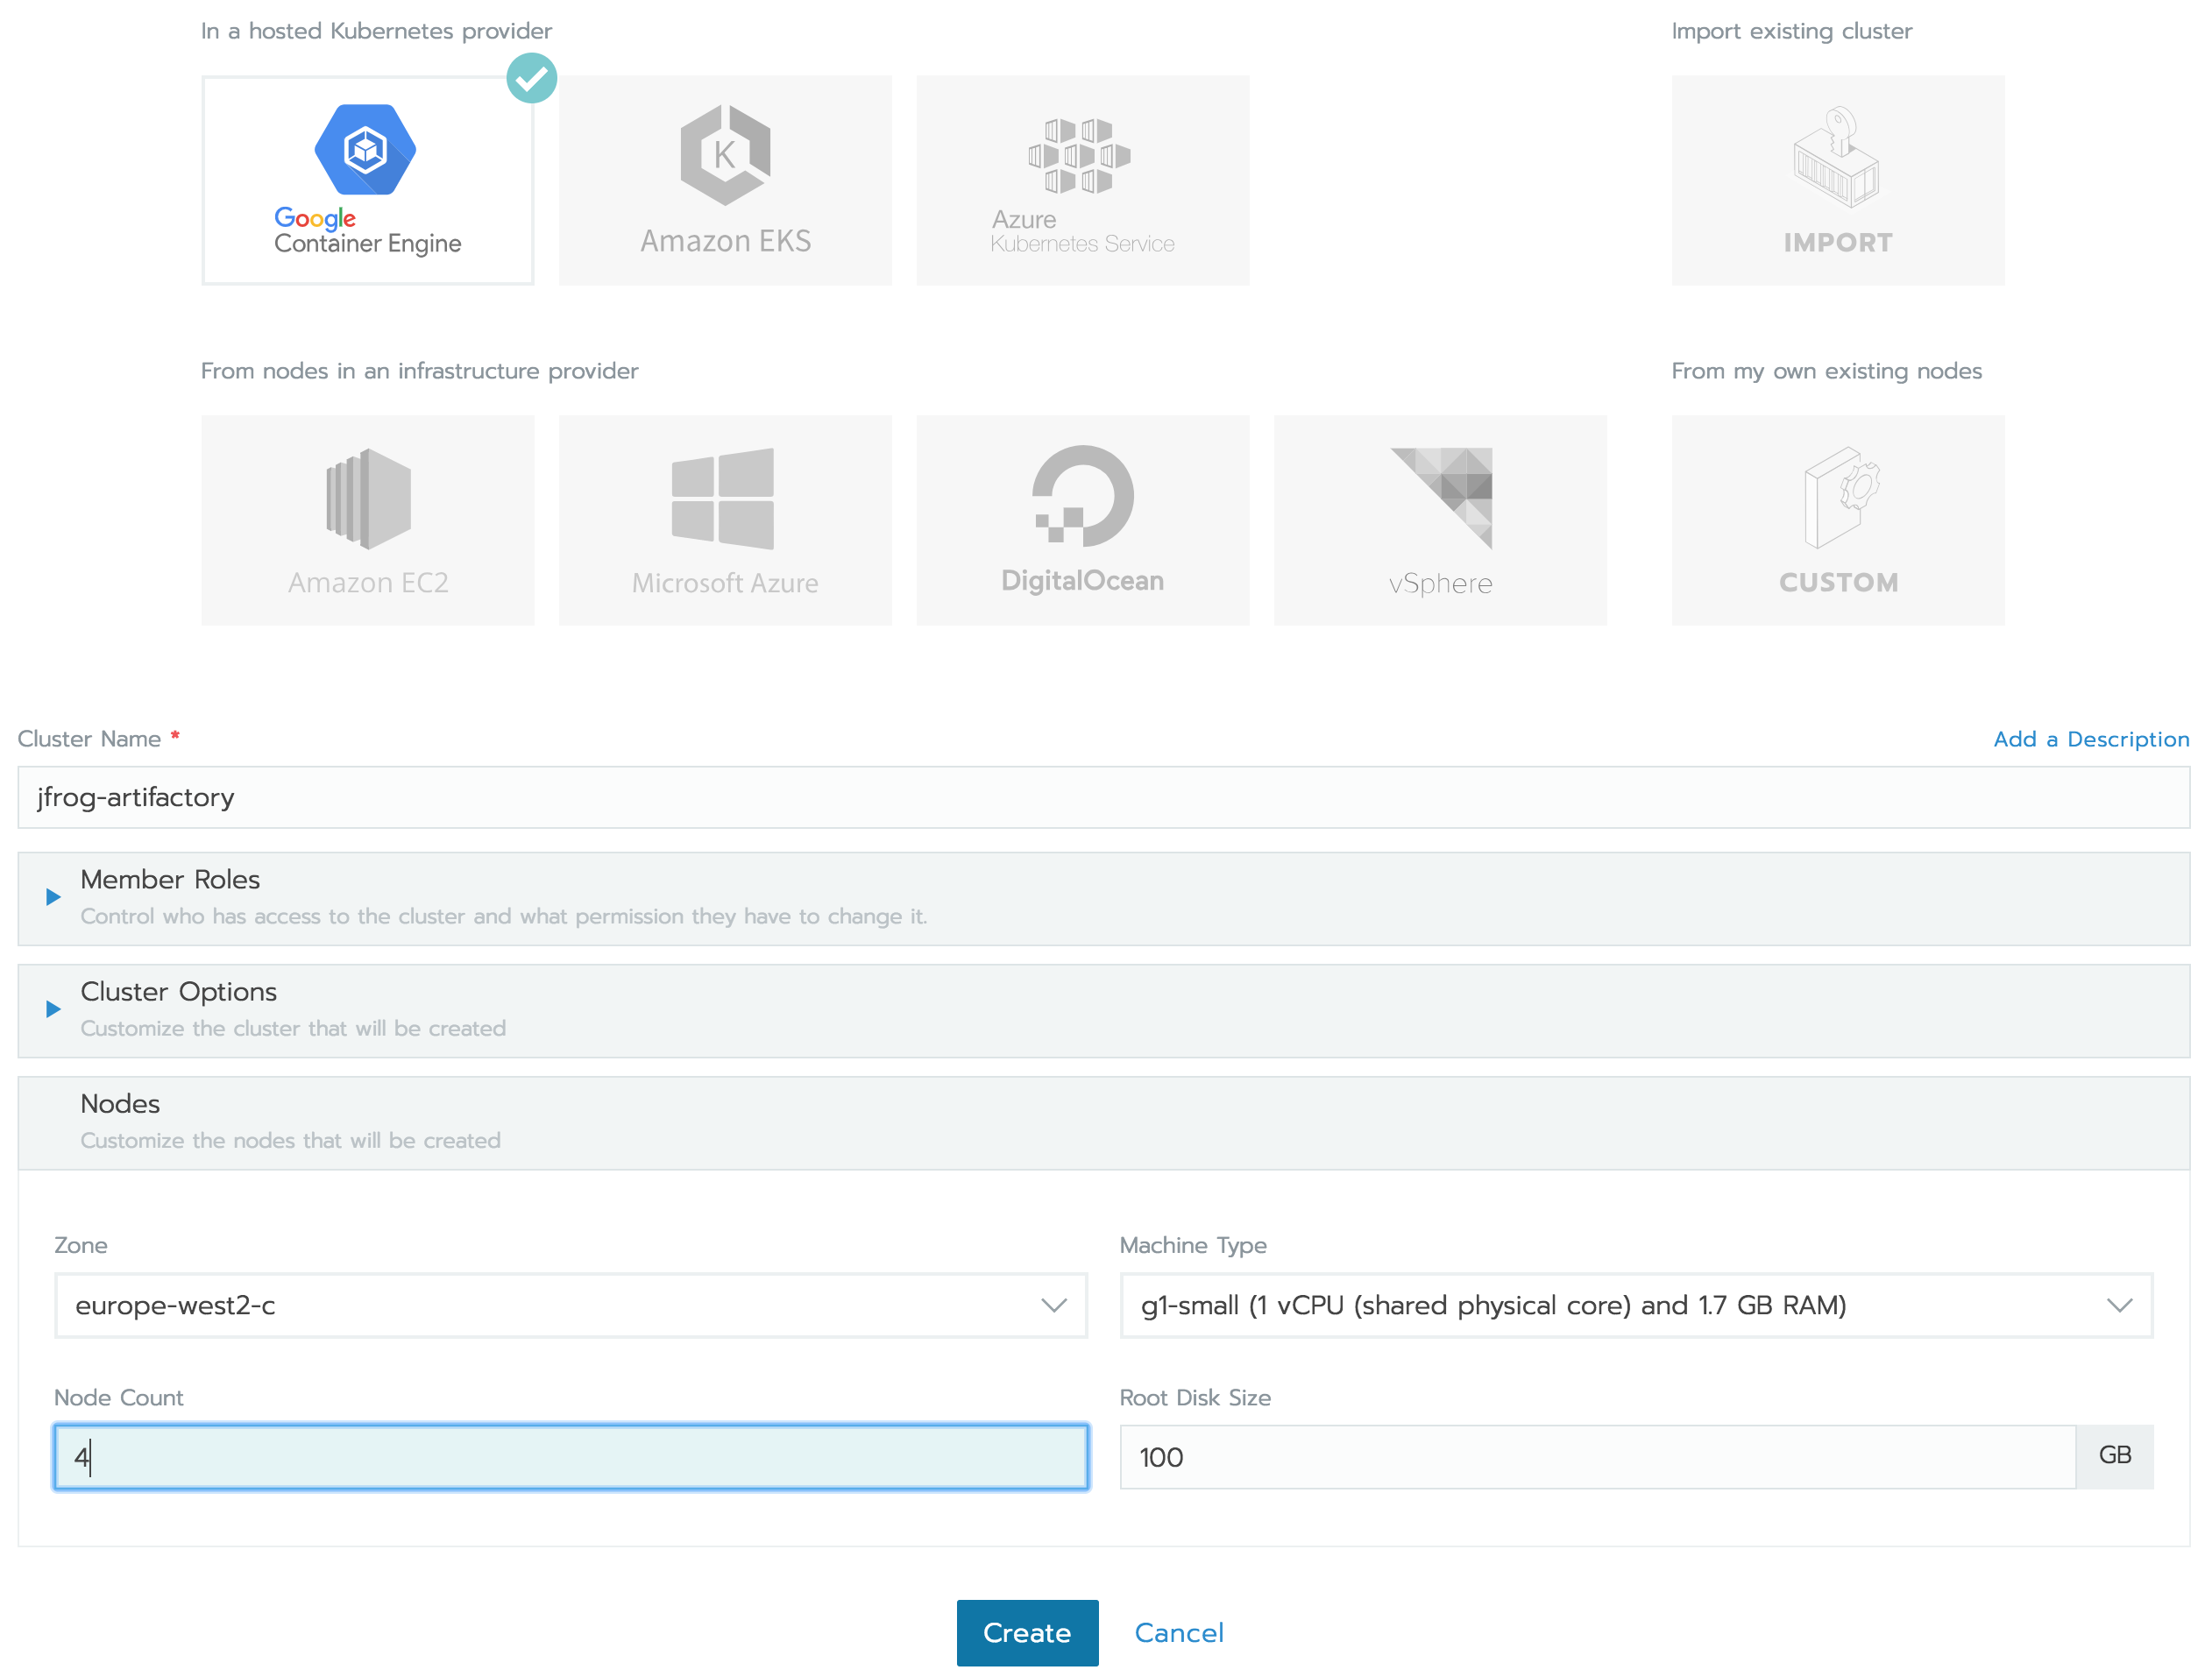 In a hosted Kubernetes provider
Import existing cluster
Google
Container Engine
K
Amazon EKS
Azure
Kubernetes Service
IMPORT
From nodes in an infrastructure provider
From my own existing nodes
Amazon EC2
Microsoft Azure
DigitalOcean
vSphere
CUSTOM
Cluster Name *
Add a Description
jfrog-artifactory
Member Roles
Control who has access to the cluster and what permission they have to change it.
Cluster Options
Customize the cluster that will be created
Nodes
Customize the nodes that will be created
Zone
Machine Type
europe-west2-c
g1-small (1 vCPU (shared physical core) and 1.7 GB RAM)
Node Count
Root Disk Size
4
100
GB
Create
Cancel